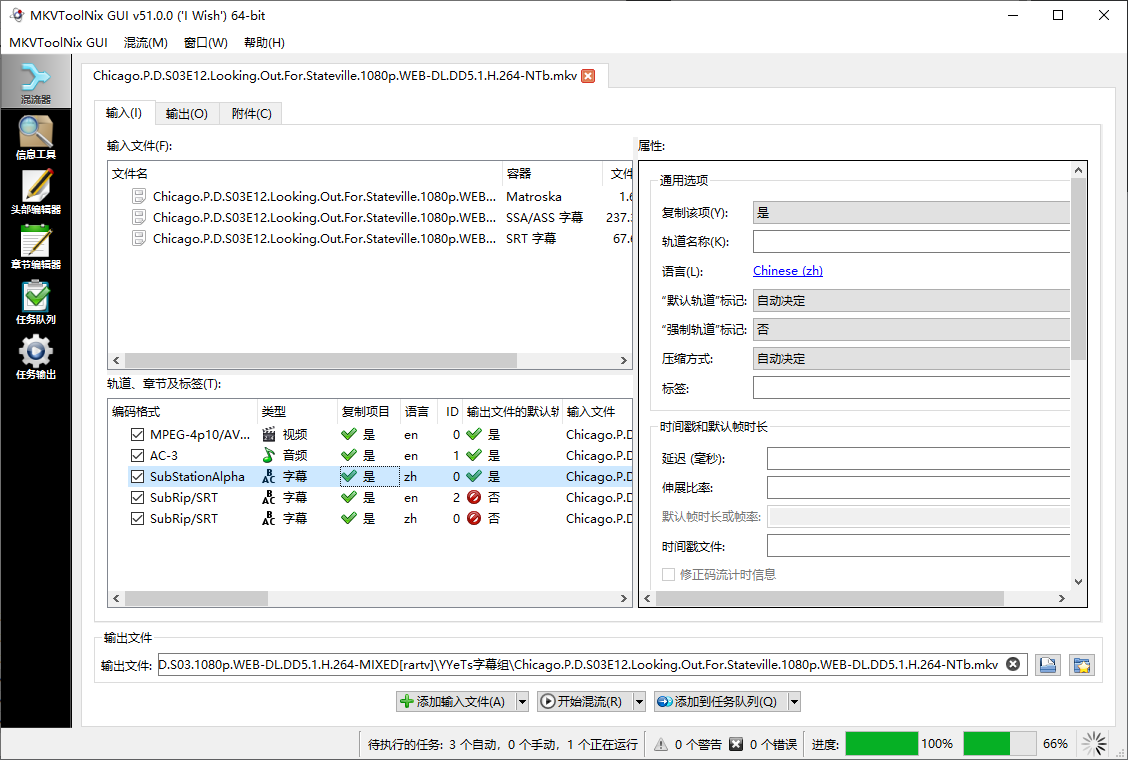 MKVToolNix GUI v51.0.0 ('I Wish') 64-bit
MKVToolNix GUI 混流(M) 窗口(W) 帮助(H)
混流器
信息工具
头部编辑器
章节编辑器
任务队列
任务输出
Chicago.P.D.S03E12.Looking.Out.For.Stateville.1080p.WEB-DL.DD5.1.H.264-NTb.mkv
输入(I) 输出(O) 附件(C)
输入文件(F):
文件名 容器 文件
Chicago.P.D.S03E12.Looking.Out.For.Stateville.1080p.WEB... Matroska 1.6
Chicago.P.D.S03E12.Looking.Out.For.Stateville.1080p.WEB... SSA/ASS 字幕 237.
Chicago.P.D.S03E12.Looking.Out.For.Stateville.1080p.WEB... SRT 字幕 67.6
轨道、章节及标签(T):
编码格式 类型 复制项目 语言 ID 输出文件的默认轨 输入文件
MPEG-4p10/AV... 视频 是 en 0 是 Chicago.P.D
AC-3 音频 是 en 1 是 Chicago.P.D
SubStationAlpha 字幕 是 zh 0 是 Chicago.P.D
SubRip/SRT 字幕 是 en 2 否 Chicago.P.D
SubRip/SRT 字幕 是 zh 0 否 Chicago.P.D
属性:
通用选项
复制该项(Y): 是
轨道名称(K):
语言(L): Chinese (zh)
“默认轨道”标记: 自动决定
“强制轨道”标记: 否
压缩方式: 自动决定
标签:
时间戳和默认帧时长
延迟 (毫秒):
伸展比率:
默认帧时长或帧率:
时间戳文件:
修正码流计时信息
输出文件
输出文件: D.S03.1080p.WEB-DL.DD5.1.H.264-MIXED[rartv]\YYeTs字幕组\Chicago.P.D.S03E12.Looking.Out.For.Stateville.1080p.WEB-DL.DD5.1.H.264-NTb.mkv
添加输入文件(A) 开始混流(R) 添加到任务队列(Q)
待执行的任务: 3 个自动，0 个手动，1 个正在运行 0 个警告 0 个错误 进度: 100% 66%